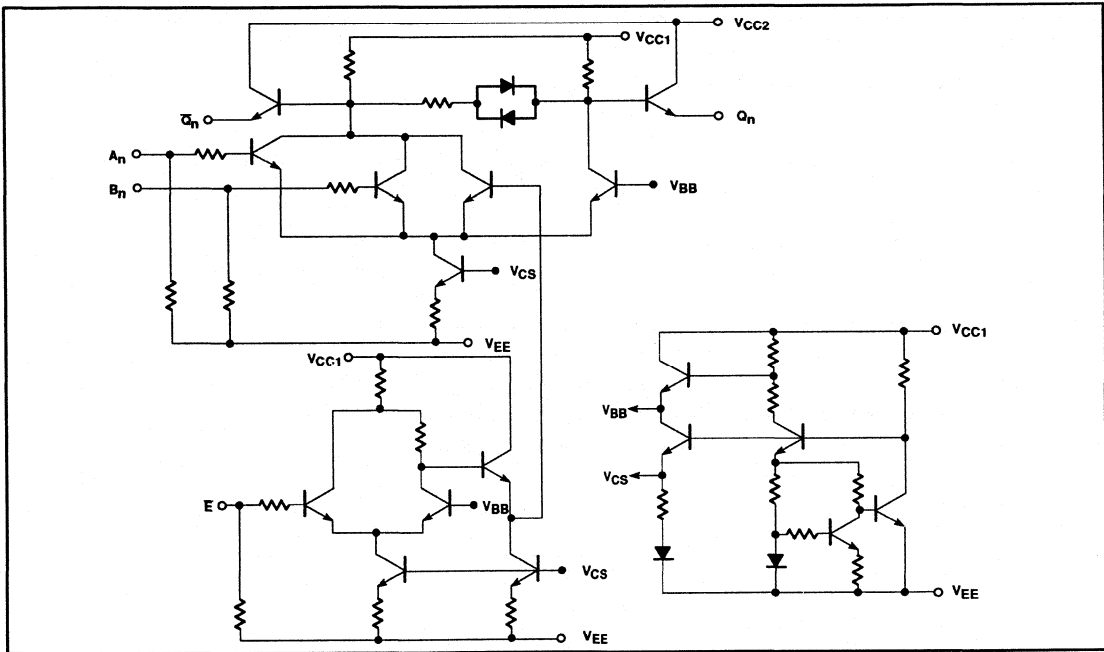 VCC2
VCC1
Q̅n
Qn
An
Bn
VBB
VCS
VEE
VCC1
E̅
VBB
VCS
VEE
VCC1
VBB
VCS
VEE